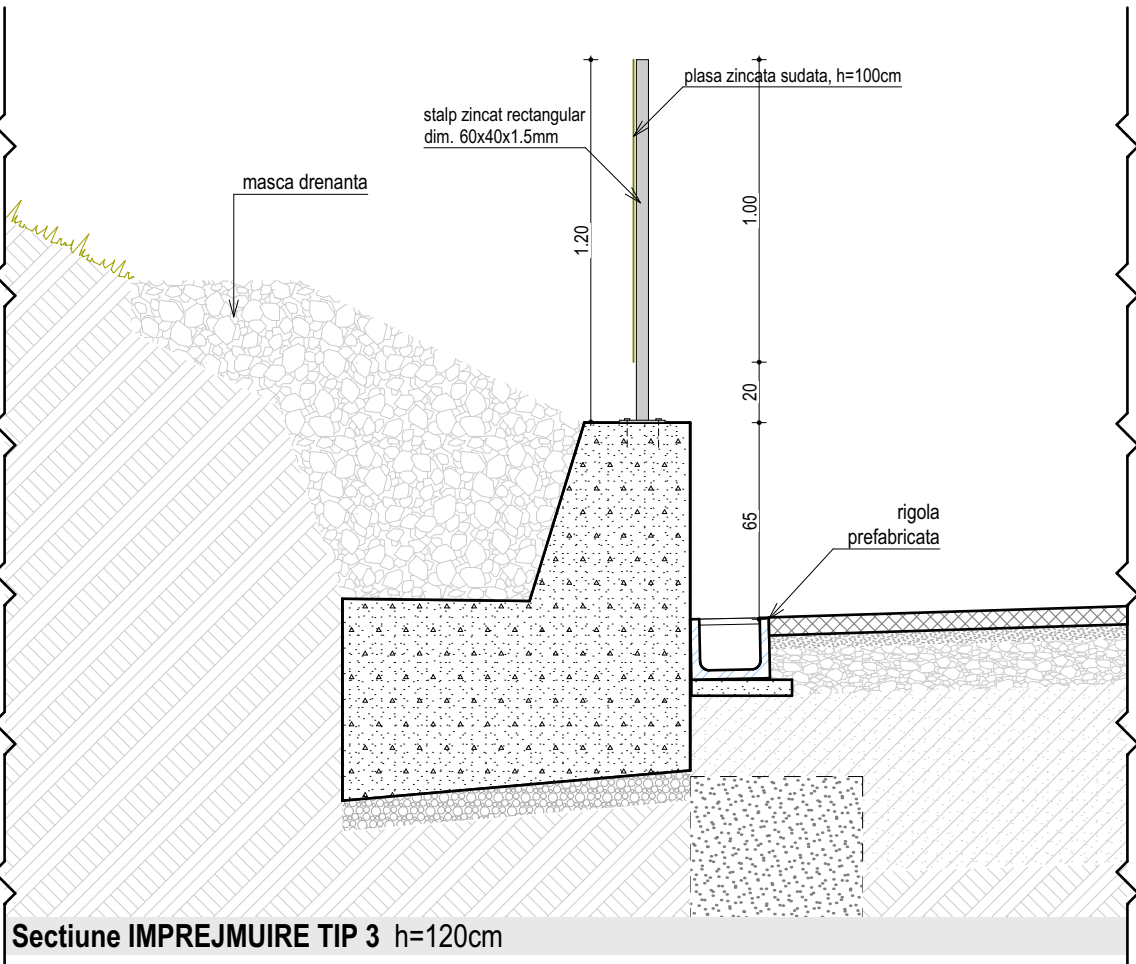 plasa zincata sudata, h=100cm
stalp zincat rectangular
dim. 60x40x1.5mm
masca drenanta
1.20
1.00
20
65
rigola
prefabricata
Sectiune IMPREJMUIRE TIP 3 h=120cm